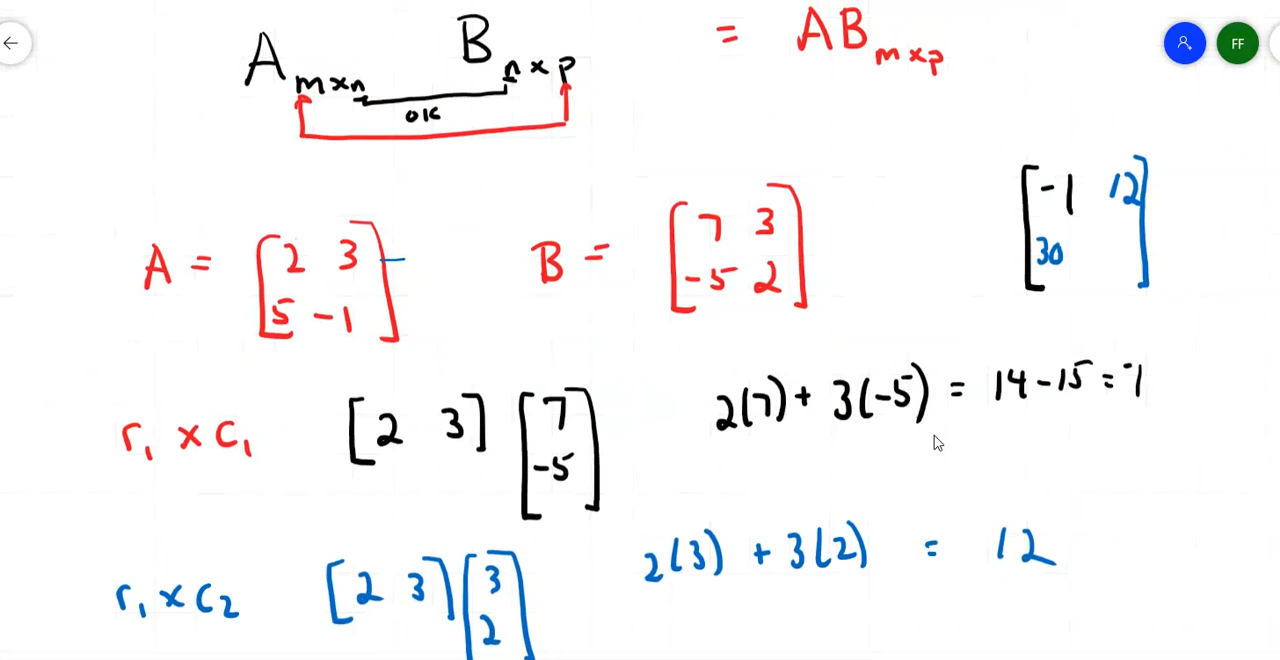 A m×n B n×p = AB m×p
OK
FF
A = [2 3
5 -1]
B = [7 3
-5 2]
[-1 12
30 ]
r₁ × c₁ [2 3] [7
-5] 2(7) + 3(-5) = 14 - 15 = -1
r₁ × c₂ [2 3] [3
2] 2(3) + 3(2) = 12